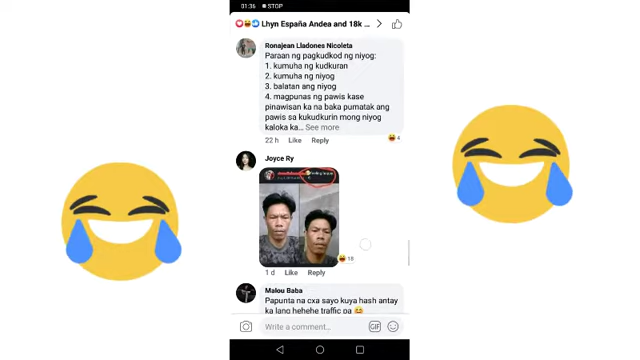 01:36 STOP
Lhyn España Andea and 18k ...
Ronajean Lladones Nicoleta
Paraan ng pagkudkod ng niyog:
1. kumuha ng kudkuran
2. kumuha ng niyog
3. balatan ang niyog
4. magpunas ng pawis kase
pinawisan ka na baka pumatak ang
pawis sa kukudkurin mong niyog
kaloka ka... See more
4
22 h Like Reply
Joyce Ry
18
1 d Like Reply
Malou Baba
Papunta na cxa sayo kuya hash antay
ka lang hehehe traffic pa
Write a comment...
GIF